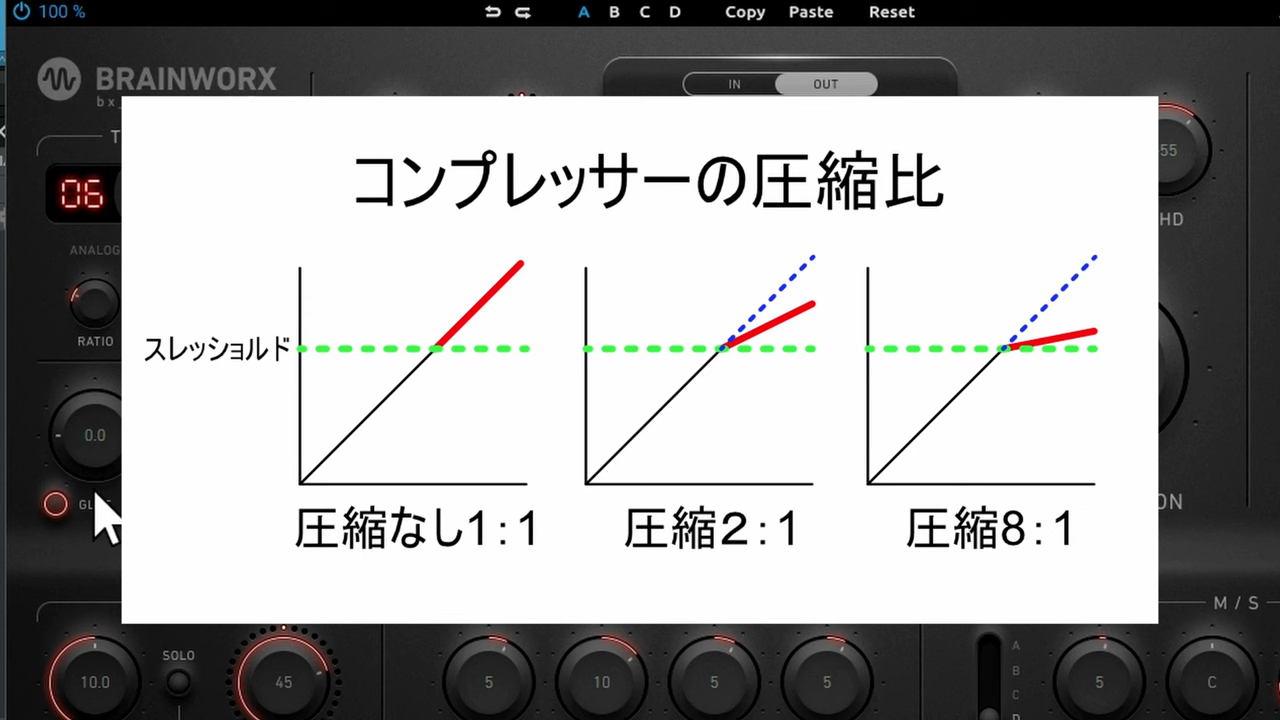 100 %
A B C D Copy Paste Reset
BRAINWORX
IN OUT
コンプレッサーの圧縮比
55
HD
06
ANALOG
RATIO
スレッショルド
0.0
圧縮なし1:1 圧縮2:1 圧縮8:1
M / S
SOLO
10.0 45 5 10 5 5 5 C
A
B
C
D